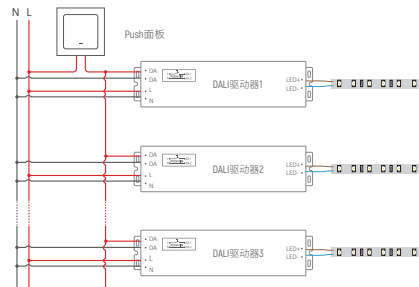 N L
Push面板
DA
DA
L
N
DALI驱动器1
LED+
LED-
DA
DA
L
N
DALI驱动器2
LED+
LED-
DA
DA
L
N
DALI驱动器3
LED+
LED-